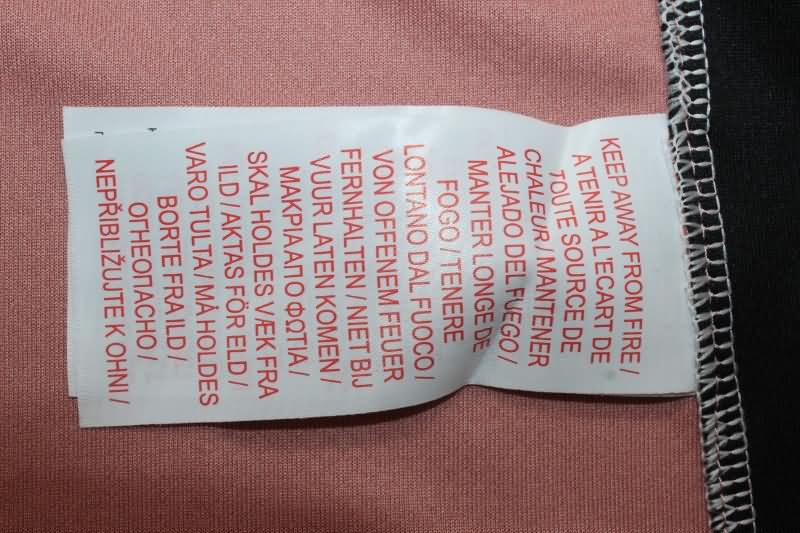 KEEP AWAY FROM FIRE /
A TENIR A L'ECART DE
TOUTE SOURCE DE
CHALEUR / MANTENER
ALEJADO DEL FUEGO /
MANTER LONGE DE
FOGO / TENERE
LONTANO DAL FUOCO /
VON OFFENEM FEUER
FERNHALTEN / NIET BIJ
VUUR LATEN KOMEN /
ΜΑΚΡΙΑ ΑΠΟ ΦΩΤΙΑ /
SKAL HOLDES VÆK FRA
ILD / AKTAS FÖR ELD /
VARO TULTA / MÅ HOLDES
BORTE FRA ILD /
ОГНЕОПАСНО /
NEPŘIBLIŽUJTE K OHNI /